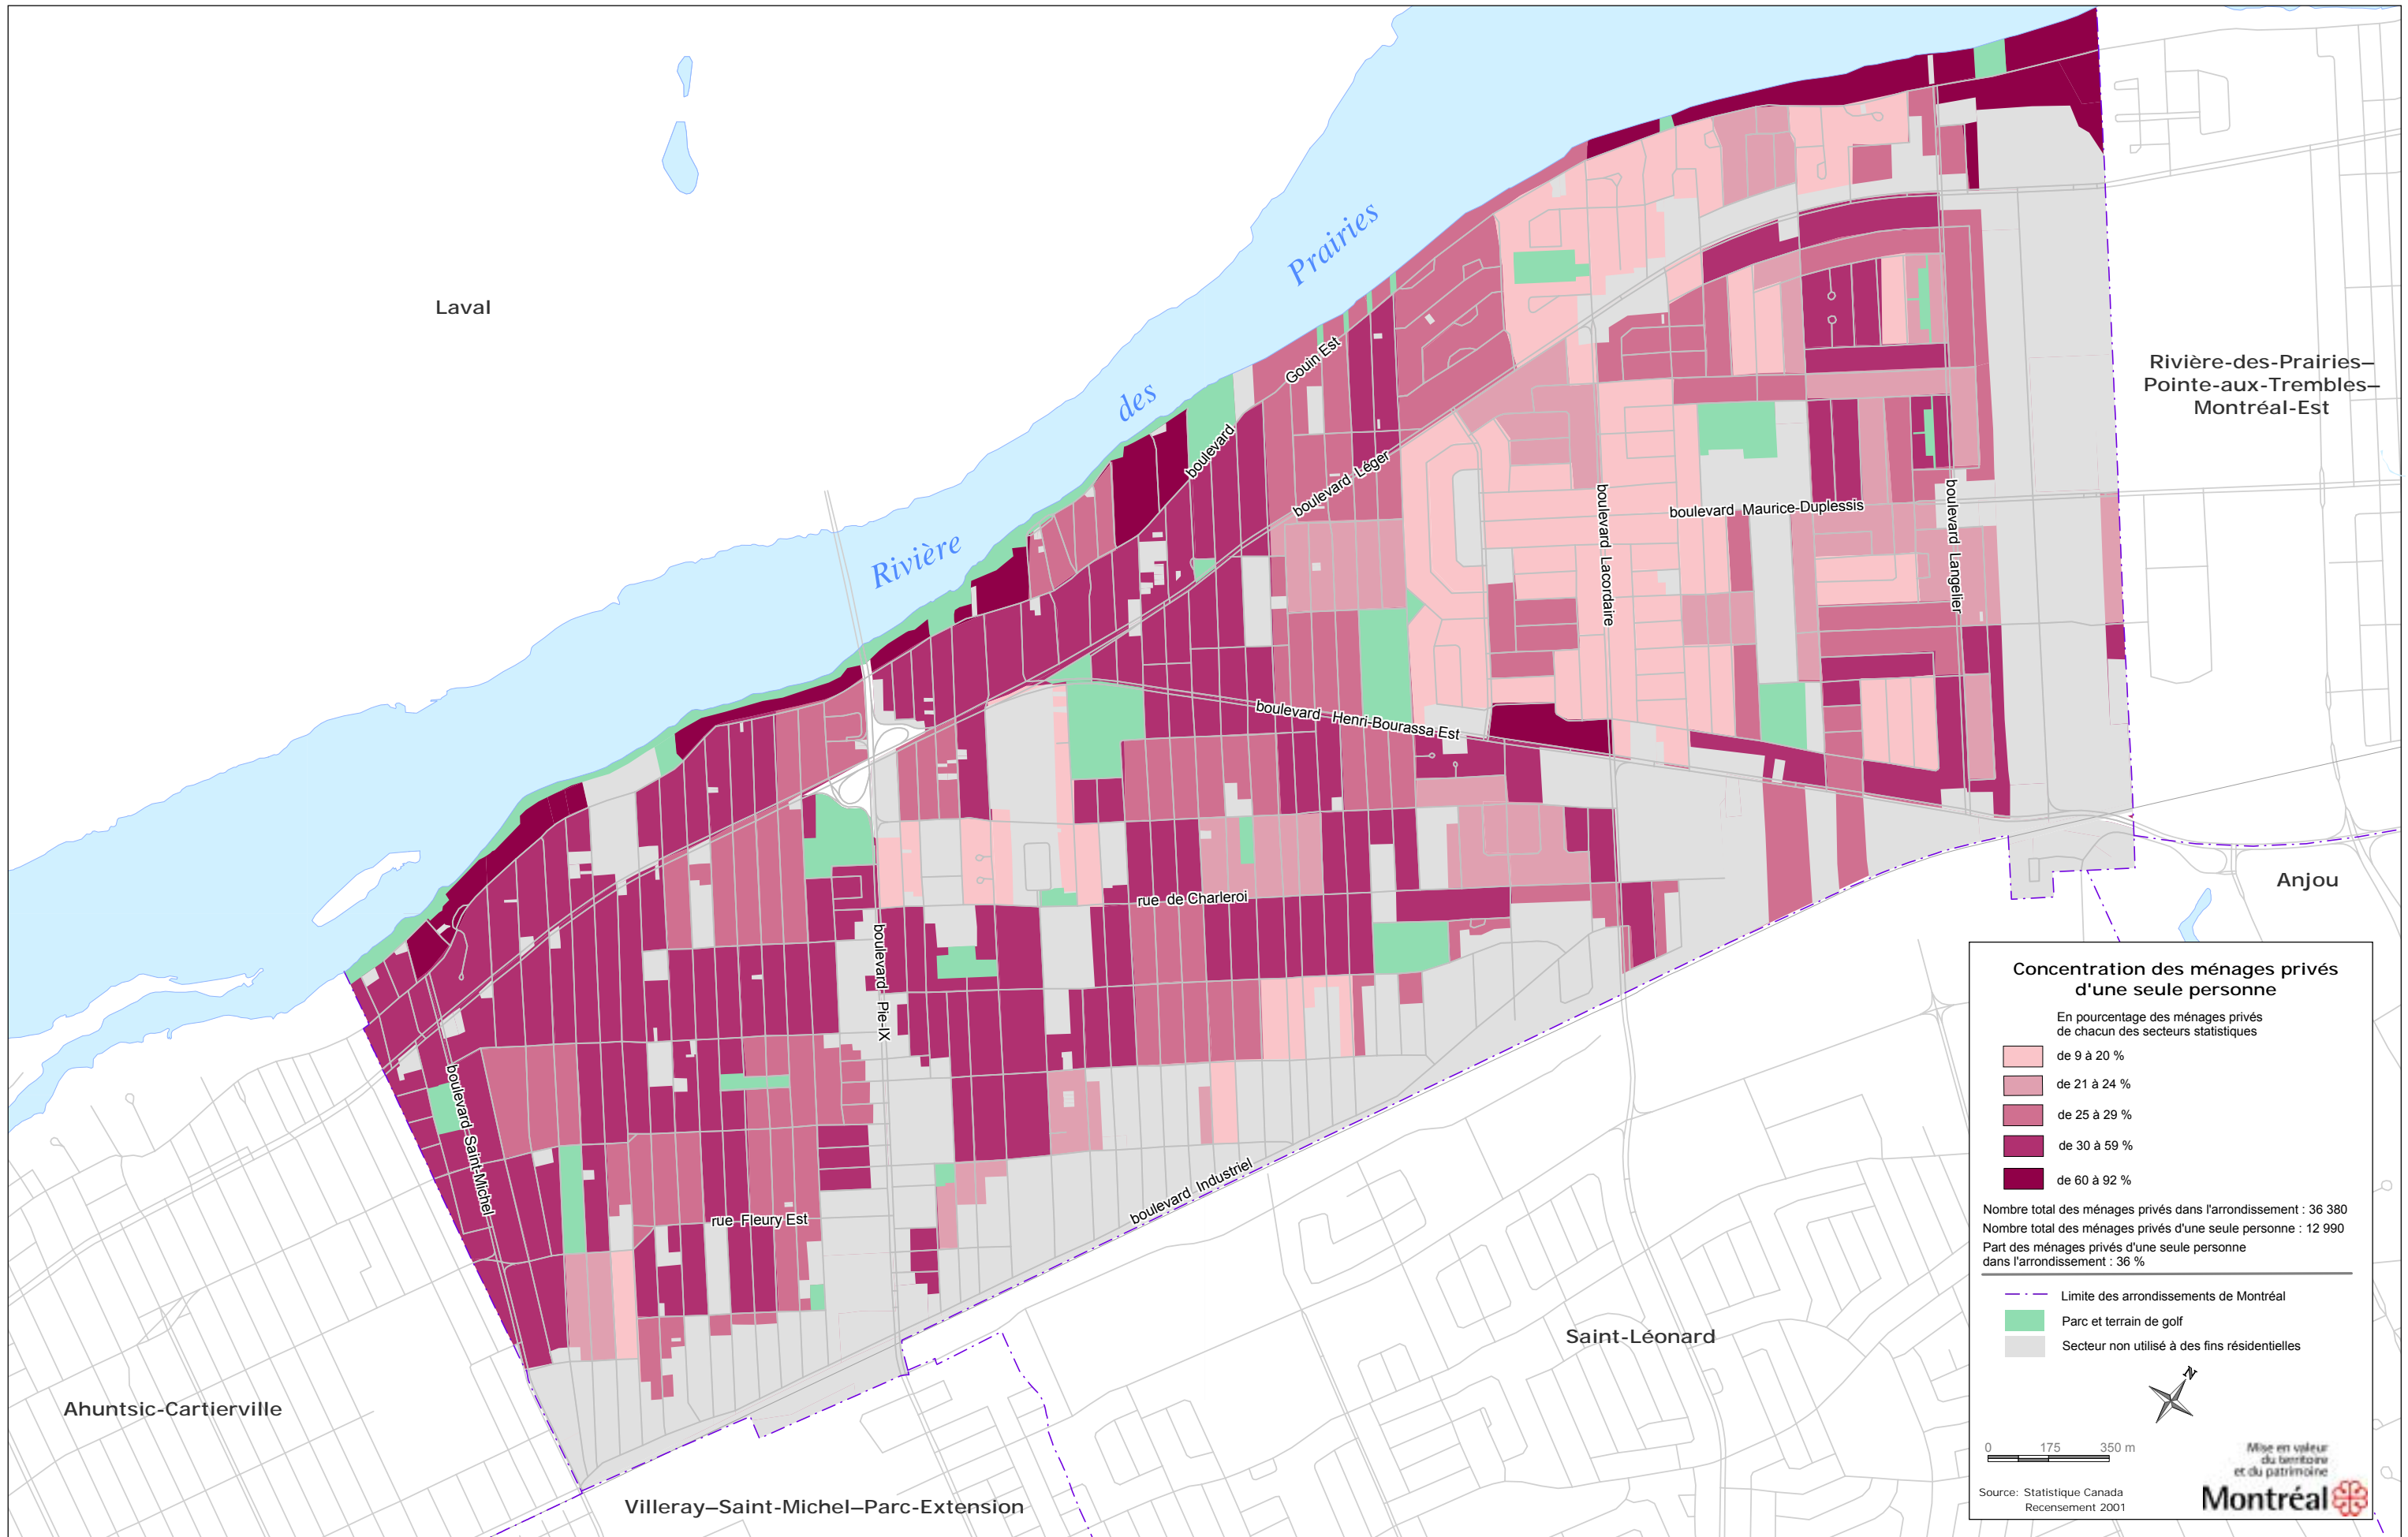 Laval
Rivière
des
Prairies
Rivière-des-Prairies–
Pointe-aux-Trembles–
Montréal-Est
boulevard
Gouin Est
boulevard Léger
boulevard Maurice-Duplessis
boulevard Lacordaire
boulevard Langelier
boulevard Henri-Bourassa Est
rue de Charleroi
boulevard Pie-IX
boulevard Saint-Michel
rue Fleury Est
boulevard Industriel
Anjou
Saint-Léonard
Ahuntsic-Cartierville
Villeray–Saint-Michel–Parc-Extension
Concentration des ménages privés
d'une seule personne
En pourcentage des ménages privés
de chacun des secteurs statistiques
de 9 à 20 %
de 21 à 24 %
de 25 à 29 %
de 30 à 59 %
de 60 à 92 %
Nombre total des ménages privés dans l'arrondissement : 36 380
Nombre total des ménages privés d'une seule personne : 12 990
Part des ménages privés d'une seule personne
dans l'arrondissement : 36 %
Limite des arrondissements de Montréal
Parc et terrain de golf
Secteur non utilisé à des fins résidentielles
N
0 175 350 m
Mise en valeur
du territoire
et du patrimoine
Montréal
Source: Statistique Canada
Recensement 2001